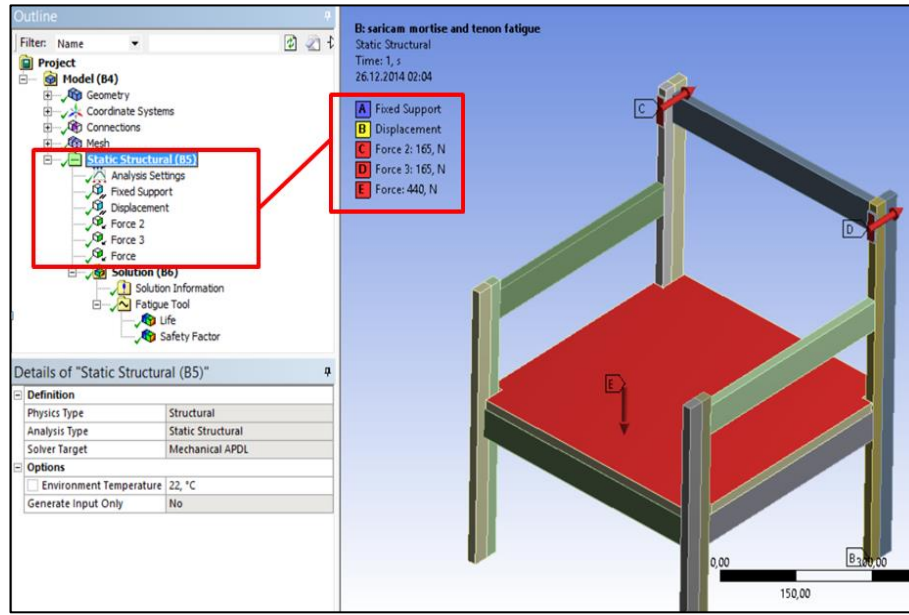 Outline
Filter: Name
Project
Model (B4)
Geometry
Coordinate Systems
Connections
Mesh
Static Structural (B5)
Analysis Settings
Fixed Support
Displacement
Force 2
Force 3
Force
Solution (B6)
Solution Information
Fatigue Tool
Life
Safety Factor
Details of "Static Structural (B5)"
Definition
Physics Type Structural
Analysis Type Static Structural
Solver Target Mechanical APDL
Options
Environment Temperature 22, °C
Generate Input Only No
B: saricam mortise and tenon fatigue
Static Structural
Time: 1, s
26.12.2014 02:04
A Fixed Support
B Displacement
C Force 2: 165, N
D Force 3: 165, N
E Force: 440, N
C
D
E
B
0,00 300,00
150,00